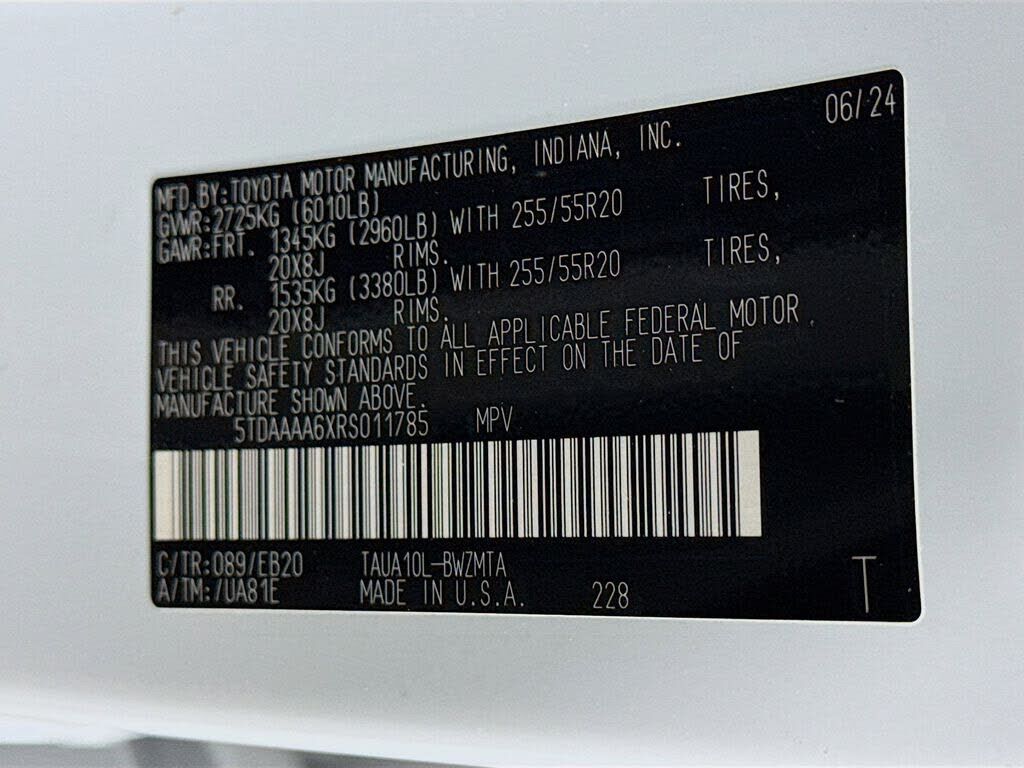 06/24
MFD.BY:TOYOTA MOTOR MANUFACTURING, INDIANA, INC.
GVWR:2725KG (6010LB)
GAWR:FRT. 1345KG (2960LB) WITH 255/55R20 TIRES,
20X8J RIMS.
RR. 1535KG (3380LB) WITH 255/55R20 TIRES,
20X8J RIMS.
THIS VEHICLE CONFORMS TO ALL APPLICABLE FEDERAL MOTOR
VEHICLE SAFETY STANDARDS IN EFFECT ON THE DATE OF
MANUFACTURE SHOWN ABOVE.
5TDAAAA6XRS011785 MPV
C/TR:089/EB20 TAUA10L-BWZMTA
A/TM:/UA81E MADE IN U.S.A. 228 T